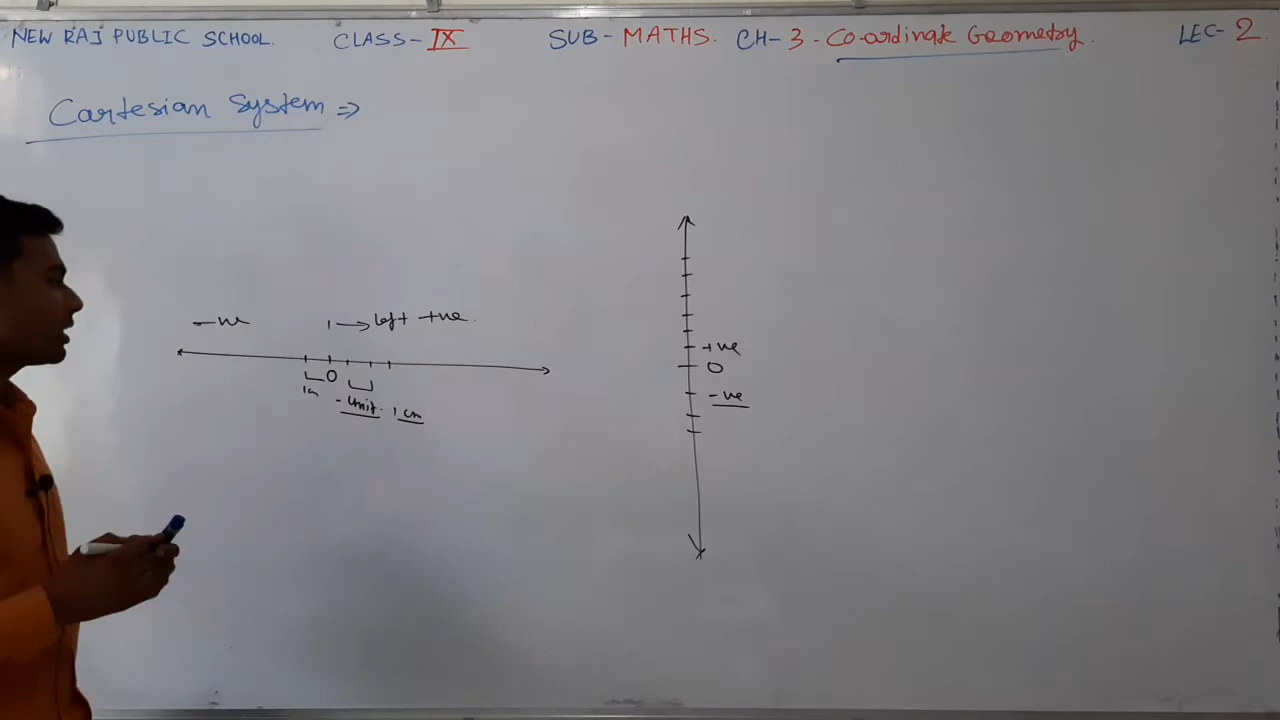 NEW RAJ PUBLIC SCHOOL. CLASS-IX SUB-MATHS. CH-3-Co-ordinate Geometry. LEC-2.
Cartesian System ⇒
-ve → left +ve.
0
- Unit. 1 cm
+ve
0
-ve